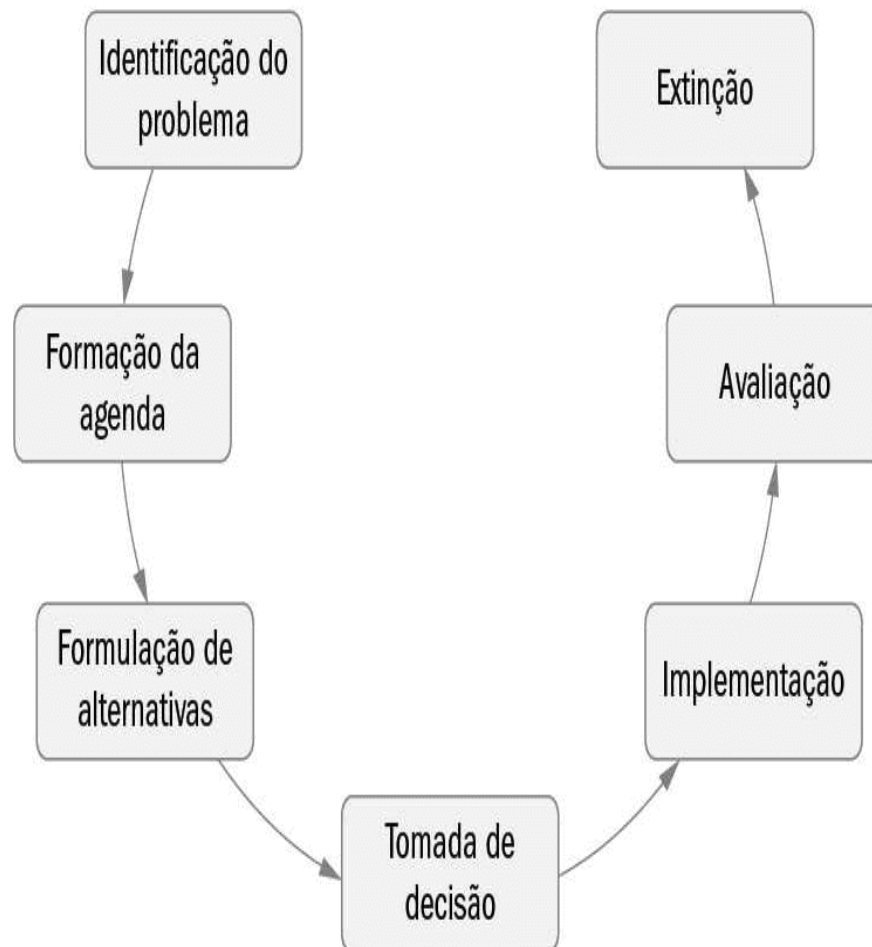 Identificação do
problema
Formação da
agenda
Formulação de
alternativas
Tomada de
decisão
Implementação
Avaliação
Extinção